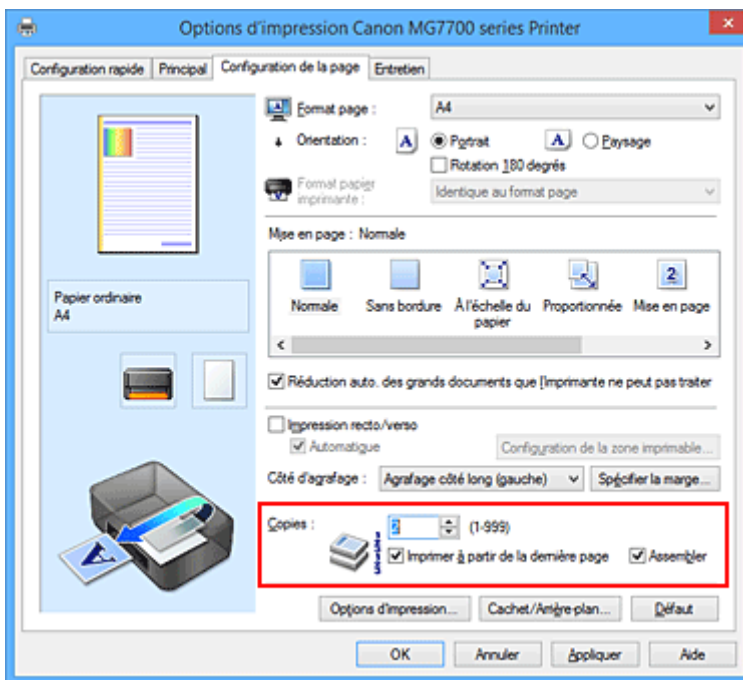 Options d'impression Canon MG7700 series Printer
Configuration rapide Principal Configuration de la page Entretien
Format page : A4
Orientation : A Portrait A Paysage
Rotation 180 degrés
Format papier
imprimante : Identique au format page
Mise en page : Normale
Normale Sans bordure À l'échelle du Proportionnée Mise en page
papier
Papier ordinaire
A4
Réduction auto. des grands documents que l'imprimante ne peut pas traiter
Impression recto/verso
Automatique Configuration de la zone imprimable...
Côté d'agrafage : Agrafage côté long (gauche) Spécifier la marge...
Copies : 2 (1-999)
Imprimer à partir de la dernière page Assembler
Options d'impression... Cachet/Arrière-plan... Défaut
OK Annuler Appliquer Aide